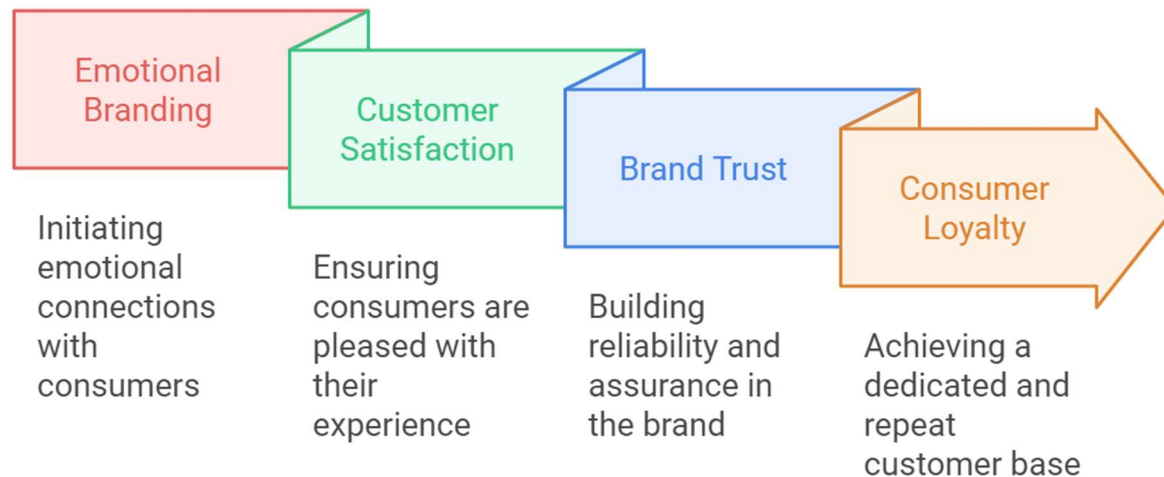 Emotional
Branding
Initiating
emotional
connections
with
consumers
Customer
Satisfaction
Ensuring
consumers are
pleased with
their
experience
Brand Trust
Building
reliability and
assurance in
the brand
Consumer
Loyalty
Achieving a
dedicated and
repeat
customer base